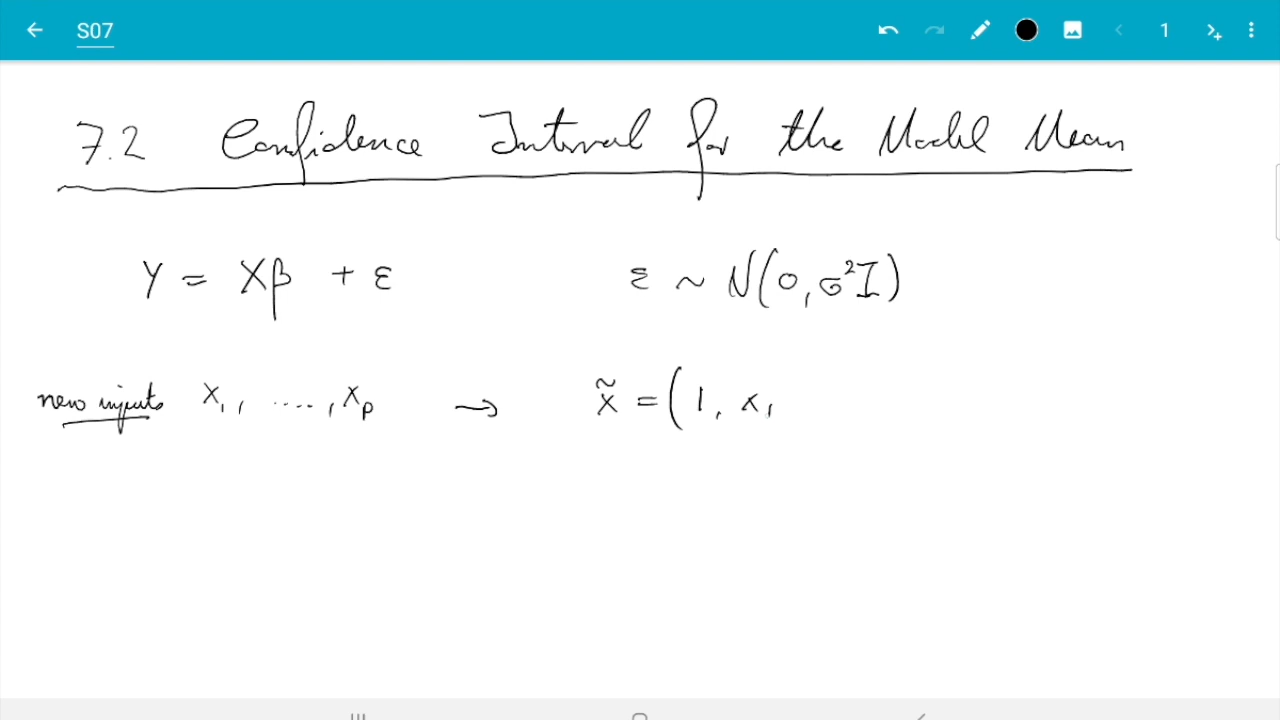 S07
1
7.2 Confidence Interval for the Model Mean
Y = Xβ + ε ε ~ N(0, σ²I)
new inputs x₁, ...., xₚ → x̃ = (1, x₁